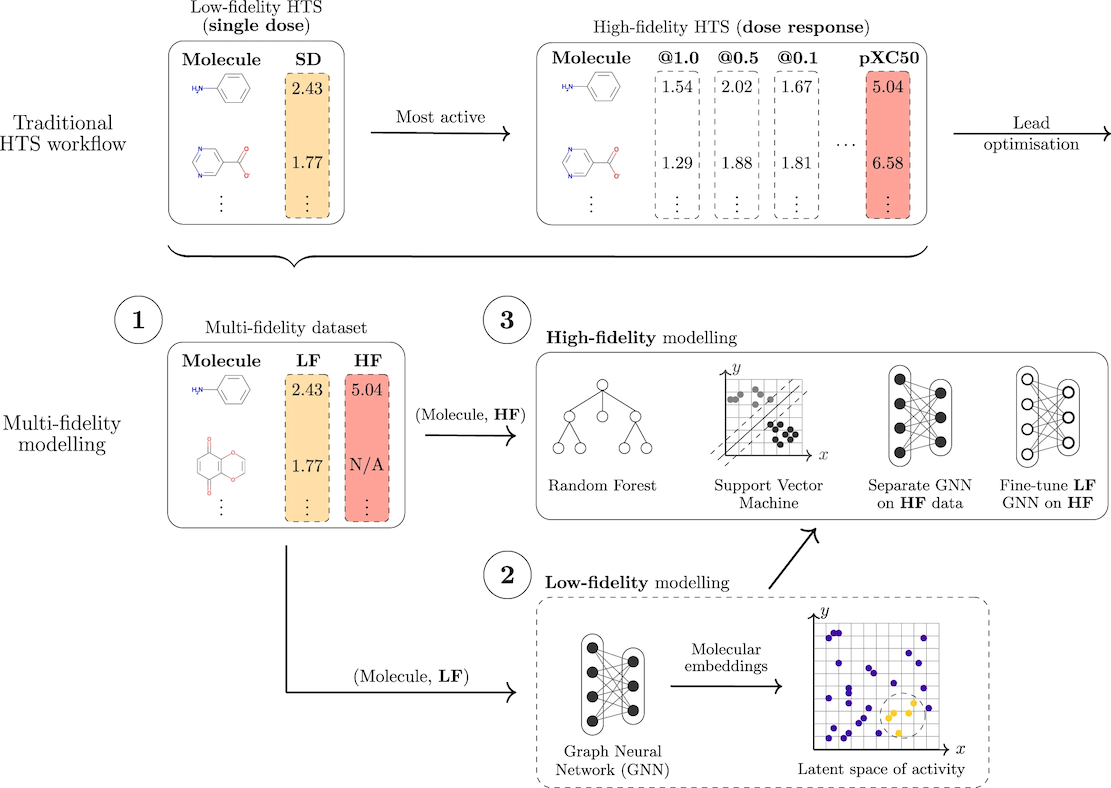 Low-fidelity HTS
(single dose)
Molecule SD
H₂N
2.43
N
N
O
O⁻
1.77
⋮ ⋮
Most active
High-fidelity HTS (dose response)
Molecule @1.0 @0.5 @0.1 pXC50
H₂N
1.54 2.02 1.67 5.04
N
N
O
O⁻
1.29 1.88 1.81 ... 6.58
⋮ ⋮ ⋮ ⋮ ⋮
Lead
optimisation
Traditional
HTS workflow
1
Multi-fidelity dataset
Molecule LF HF
H₂N
2.43 5.04
O
O
O
O
1.77 N/A
⋮ ⋮ ⋮
Multi-fidelity
modelling
(Molecule, HF)
3
High-fidelity modelling
Random Forest
y
x
Support Vector
Machine
Separate GNN
on HF data
Fine-tune LF
GNN on HF
2
Low-fidelity modelling
(Molecule, LF)
Graph Neural
Network (GNN)
Molecular
embeddings
y
x
Latent space of activity